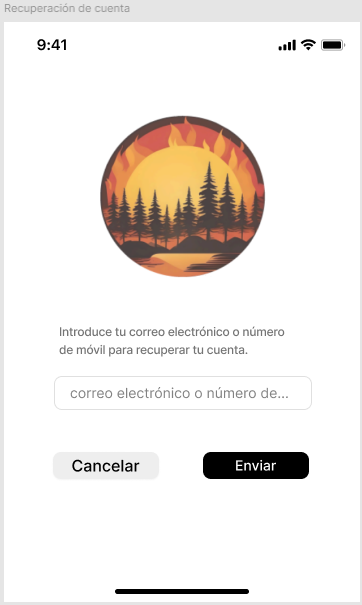 Recuperación de cuenta
9:41
Introduce tu correo electrónico o número
de móvil para recuperar tu cuenta.
correo electrónico o número de...
Cancelar
Enviar